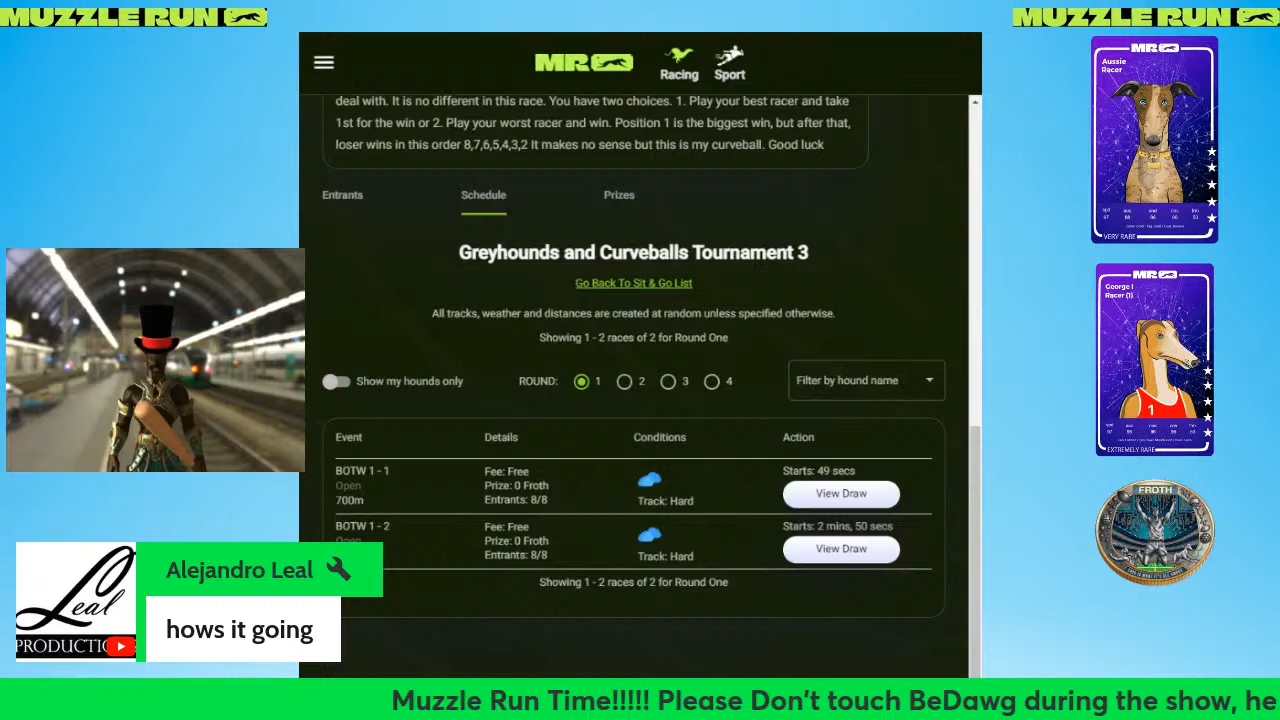 MUZZLE RUN
MUZZLE RUN
MR
Racing
Sport
deal with. It is no different in this race. You have two choices. 1. Play your best racer and take
1st for the win or 2. Play your worst racer and win. Position 1 is the biggest win, but after that,
loser wins in this order 8,7,6,5,4,3,2 It makes no sense but this is my curveball. Good luck
Entrants
Schedule
Prizes
Greyhounds and Curveballs Tournament 3
Go Back To Sit & Go List
All tracks, weather and distances are created at random unless specified otherwise.
Showing 1 - 2 races of 2 for Round One
Show my hounds only
ROUND: 1 2 3 4
Filter by hound name
Event Details Conditions Action
BOTW 1 - 1
Open
700m
Fee: Free
Prize: 0 Froth
Entrants: 8/8
Track: Hard
Starts: 49 secs
View Draw
BOTW 1 - 2
Open
Fee: Free
Prize: 0 Froth
Entrants: 8/8
Track: Hard
Starts: 2 mins, 50 secs
View Draw
Showing 1 - 2 races of 2 for Round One
MR
Aussie
Racer
VERY RARE
MR
George I
Racer (1)
1
EXTREMELY RARE
FROTH
Leal
PRODUCTIO
Alejandro Leal
hows it going
Muzzle Run Time!!!!! Please Don't touch BeDawg during the show, he